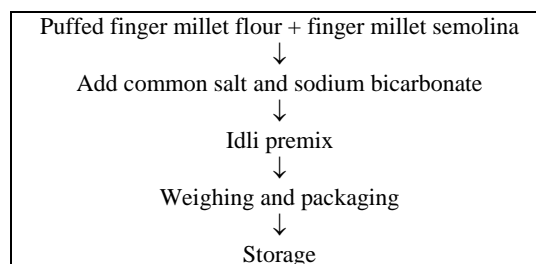 Puffed finger millet flour + finger millet semolina
↓
Add common salt and sodium bicarbonate
↓
Idli premix
↓
Weighing and packaging
↓
Storage